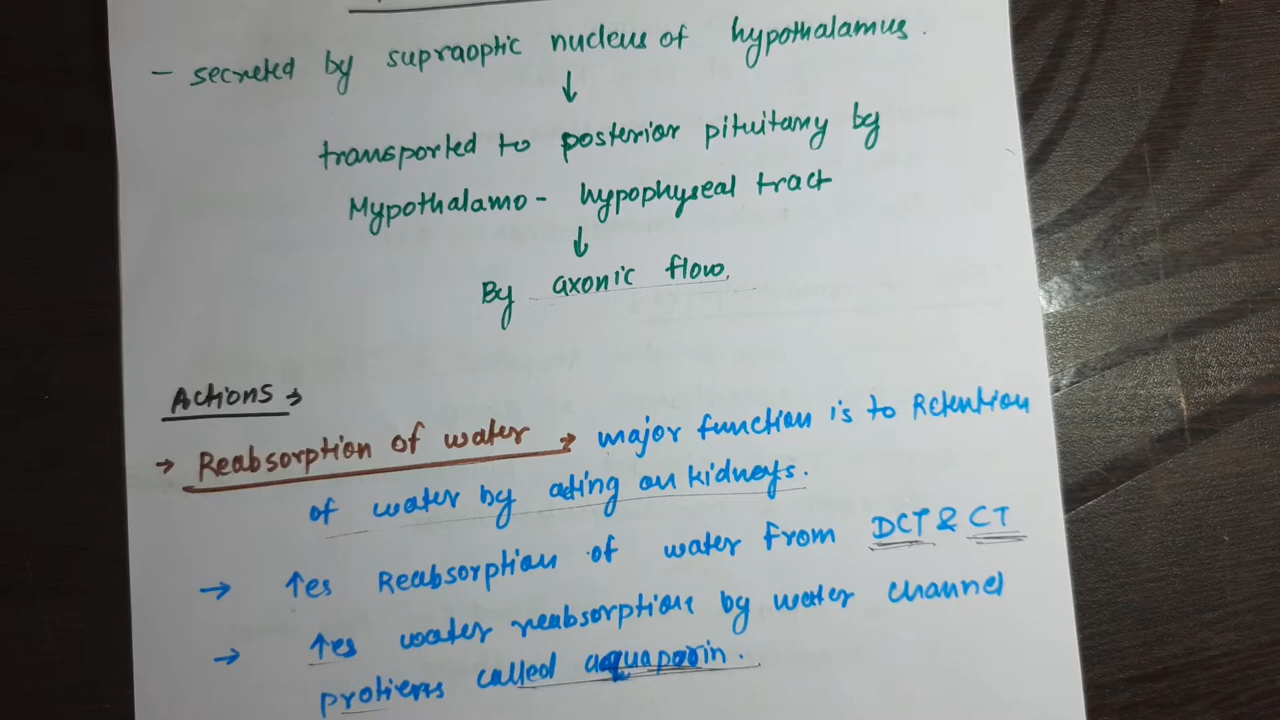 - secreted by supraoptic nucleus of hypothalamus.
↓
transported to posterior pituitary by
Hypothalamo - hypophyseal tract
↓
By axonic flow.
Actions →
→ Reabsorption of water → major function is to Retention
of water by acting on kidneys.
→ ↑es Reabsorption of water from DCT & CT
→ ↑es water reabsorption by water channel
protiens called aquaporin.